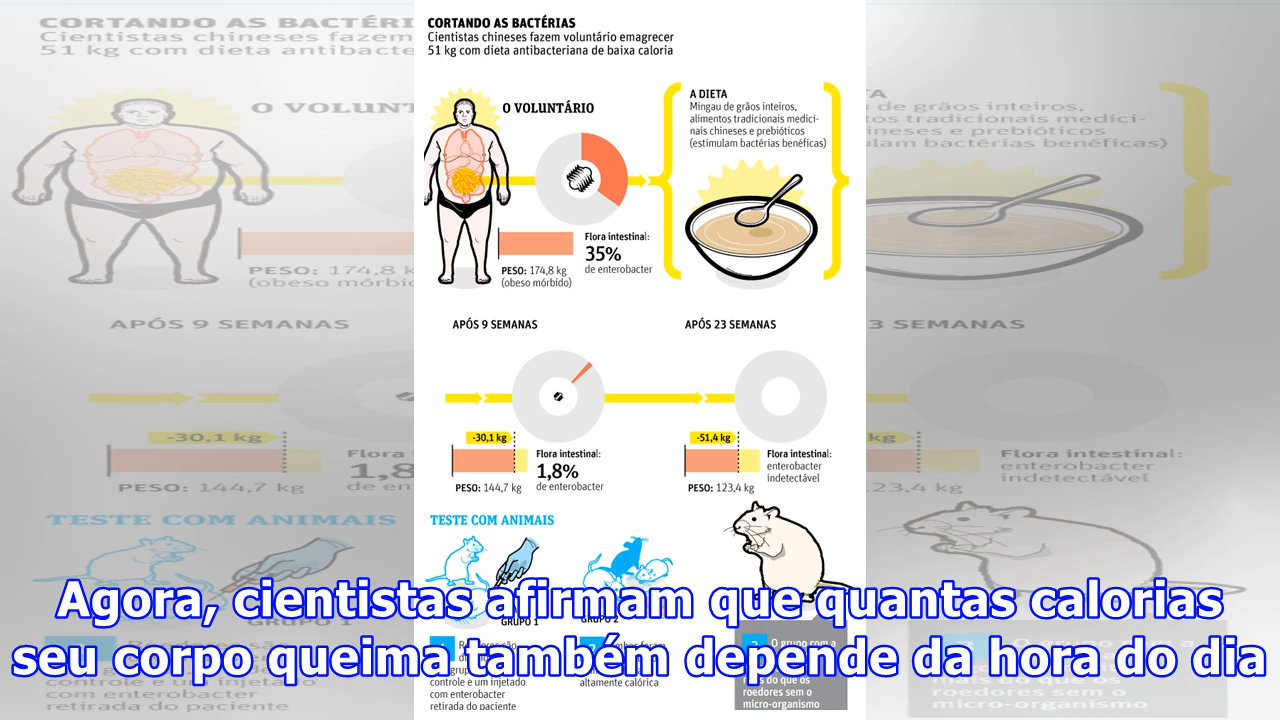 CORTANDO AS BACTÉRIAS
Cientistas chineses fazem voluntário emagrecer
51 kg com dieta antibacteriana de baixa caloria
O VOLUNTÁRIO
A DIETA
Mingau de grãos inteiros,
alimentos tradicionais medici-
nais chineses e prebióticos
(estimulam bactérias benéficas)
Flora intestinal:
35%
de enterobacter
PESO: 174,8 kg
(obeso mórbido)
APÓS 9 SEMANAS
APÓS 23 SEMANAS
-30,1 kg
Flora intestinal:
1,8%
de enterobacter
PESO: 144,7 kg
-51,4 kg
Flora intestinal:
enterobacter
indetectável
PESO: 123,4 kg
TESTE COM ANIMAIS
Agora, cientistas afirmam que quantas calorias
seu corpo queima também depende da hora do dia
GRUPO 1
GRUPO 2
controle e um injetado
com enterobacter
retirada do paciente
altamente calórica
O grupo com a
mais do que os
roedores sem o
micro-organismo